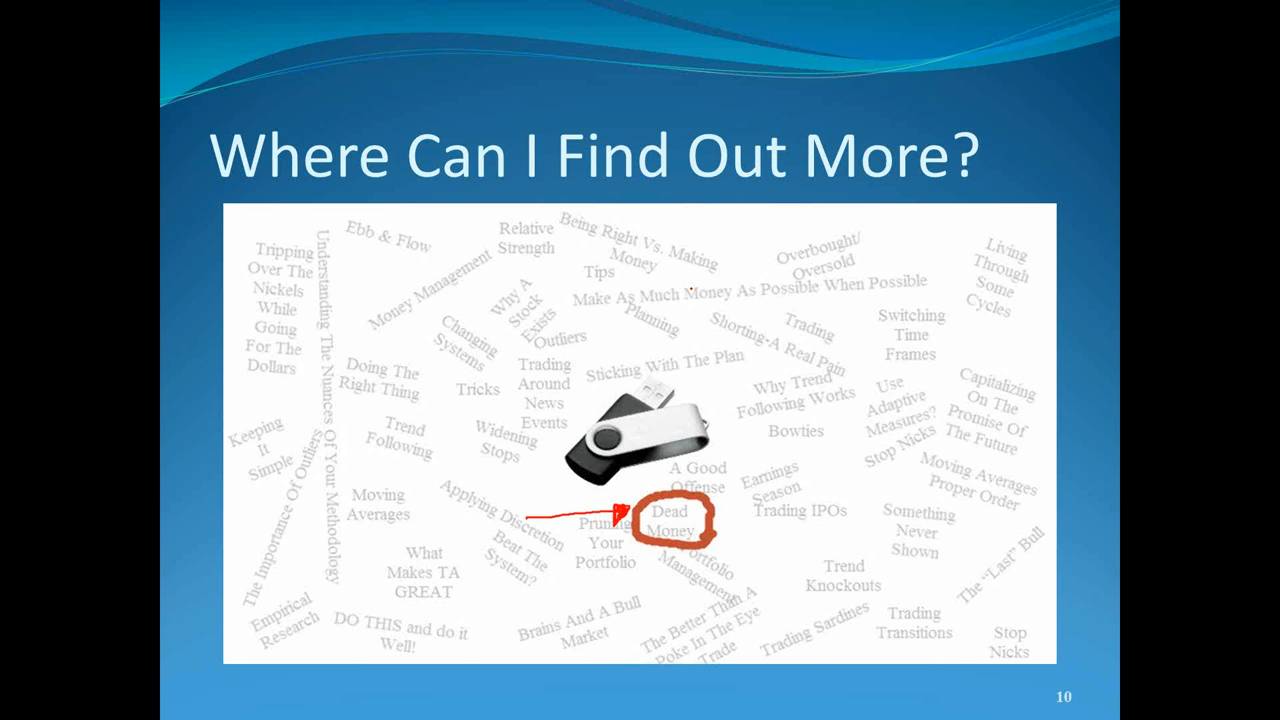 Where Can I Find Out More?
Tripping
Over The
Nickels
While
Going
For The
Dollars
Understanding The Nuances Of Your Methodology
Ebb & Flow
Money Management
Relative
Strength
Being Right Vs. Making
Money
Tips
Overbought/
Oversold
Living
Through
Some
Cycles
Make As Much Money As Possible When Possible
Why A
Stock
Exists
Planning
Changing
Systems
Outliers
Shorting-A Real Pain
Trading
Switching
Time
Frames
Doing The
Right Thing
Tricks
Trading
Around
News
Events
Sticking With The Plan
Why Trend
Following Works
Use
Adaptive
Measures?
Capitalizing
On The
Promise Of
The Future
Keeping
It
Simple
The Importance Of Outliers
Trend
Following
Widening
Stops
Bowties
Stop Nicks
A Good
Offense
Earnings
Season
Moving Averages
Proper Order
Moving
Averages
Applying Discretion
Beat The
System?
Pruning
Your
Portfolio
Dead
Money
Trading IPOs
Something
Never
Shown
The "Last" Bull
What
Makes TA
GREAT
Portfolio
Management
Trend
Knockouts
Empirical
Research
DO THIS and do it
Well!
Brains And A Bull
Market
The Better Than A
Poke In The Eye
Trade
Trading Sardines
Trading
Transitions
Stop
Nicks
10